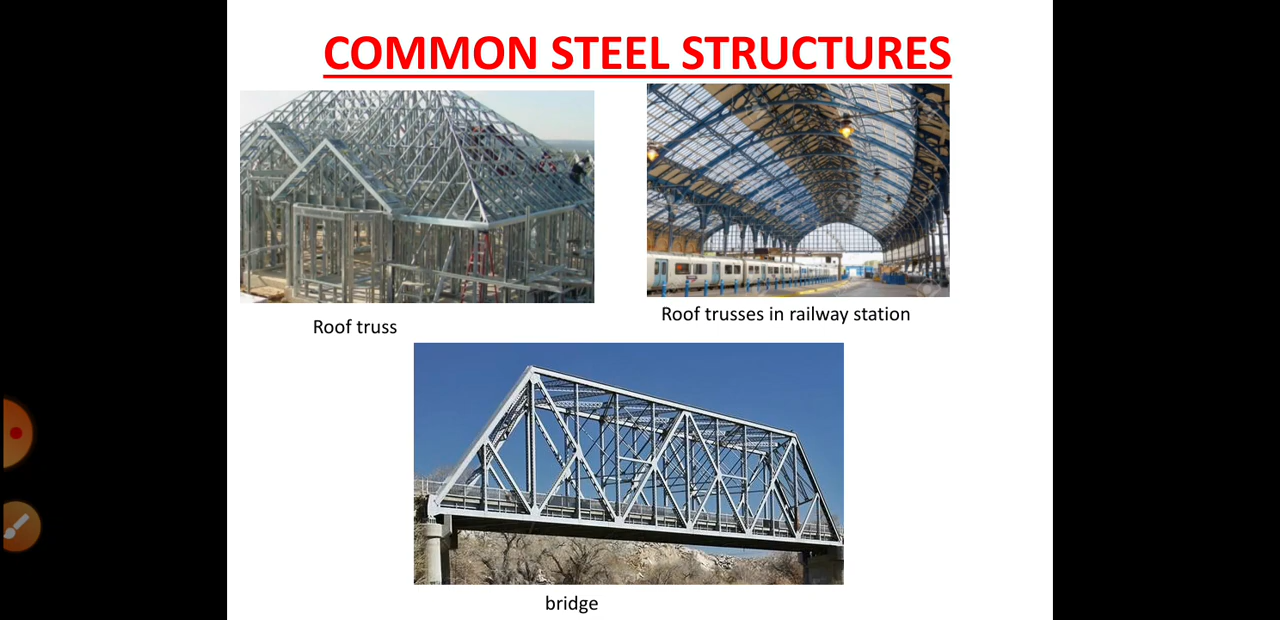 COMMON STEEL STRUCTURES
Roof truss
Roof trusses in railway station
bridge